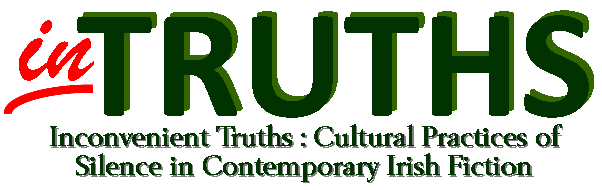 inTRUTHS
Inconvenient Truths : Cultural Practices of
Silence in Contemporary Irish Fiction